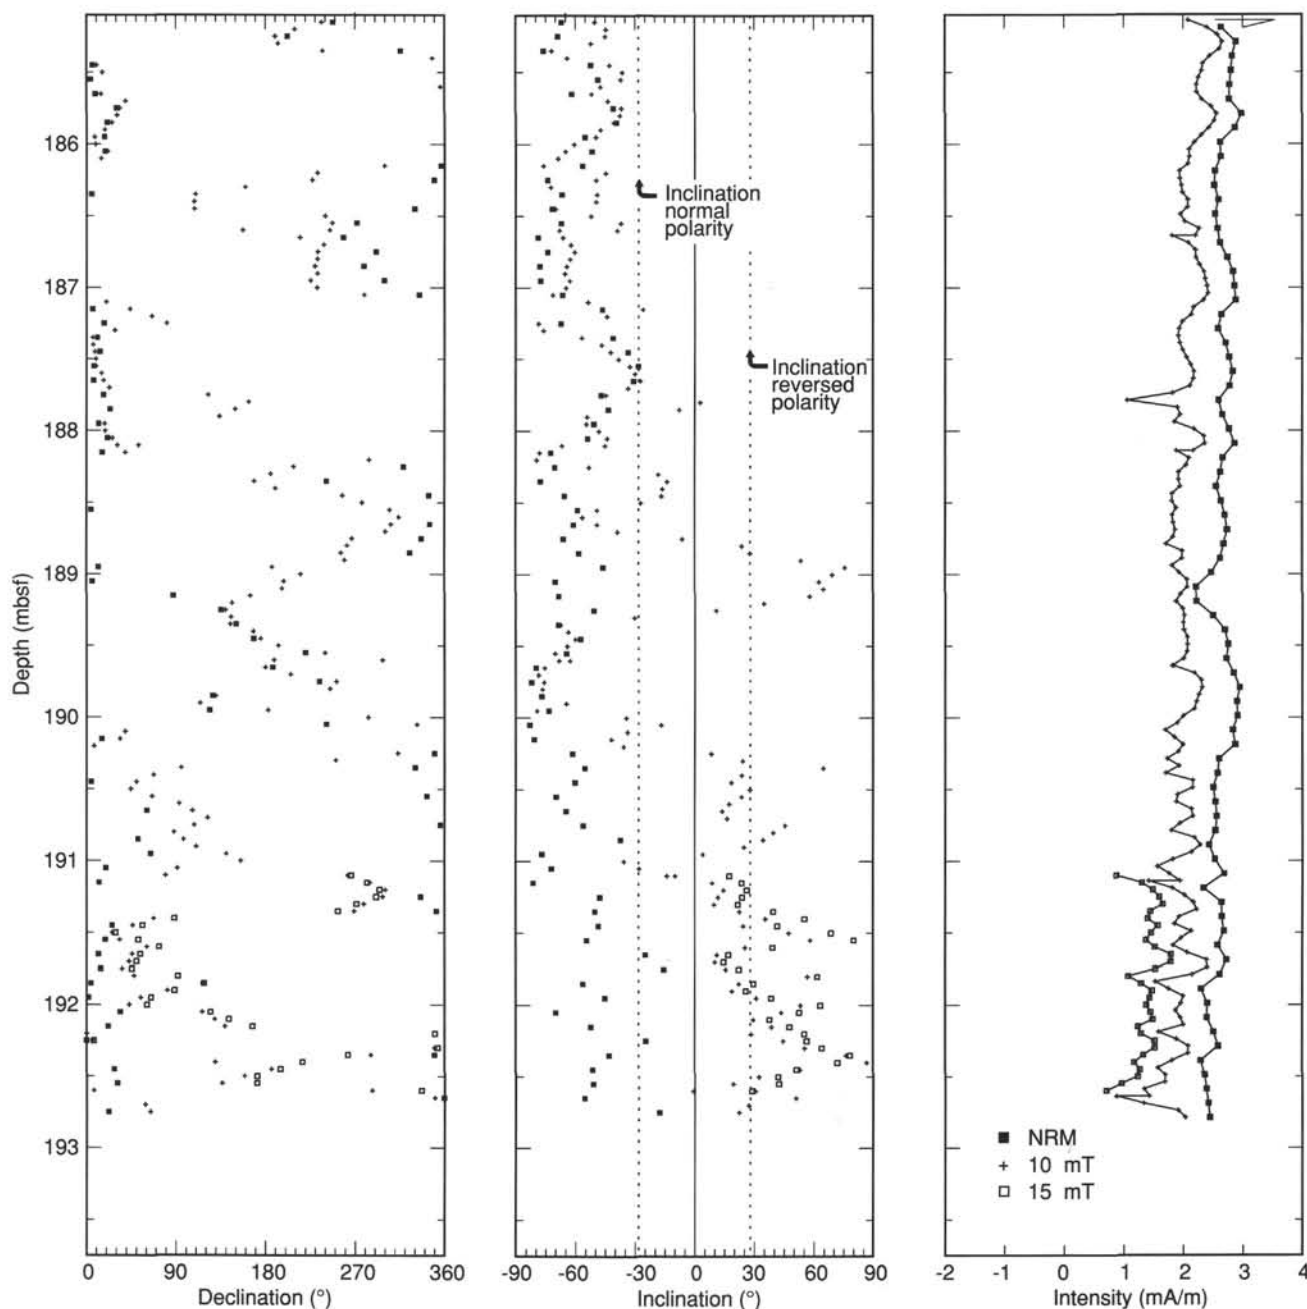 186
187
188
189
190
191
192
193
Depth (mbsf)
0 90 180 270 360
Declination (°)
Inclination
normal
polarity
Inclination
reversed
polarity
-90 -60 -30 0 30 60 90
Inclination (°)
NRM
10 mT
15 mT
-2 -1 0 1 2 3 4
Intensity (mA/m)